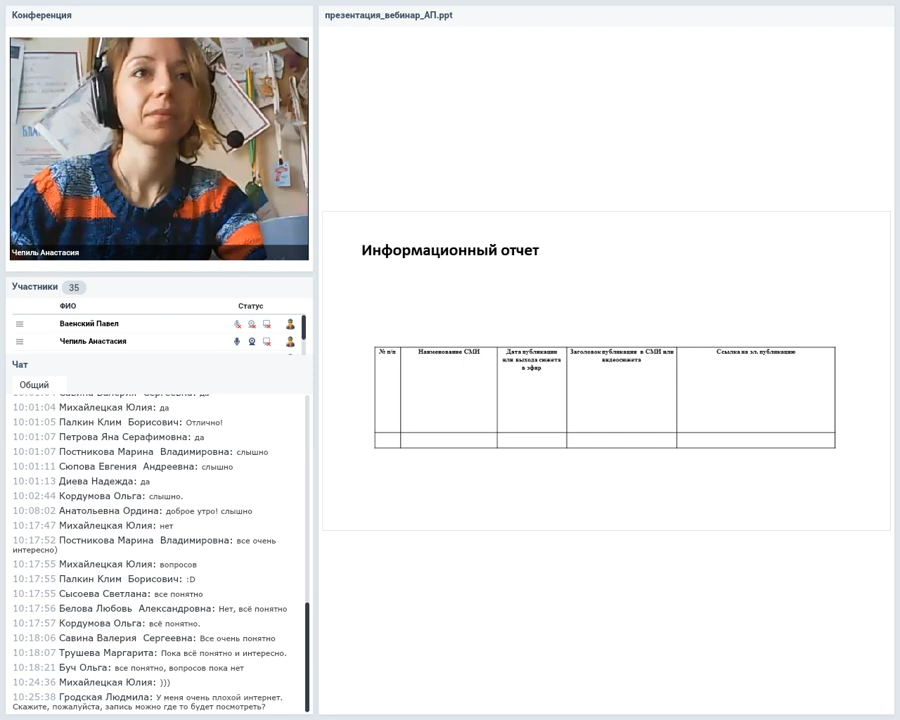 Конференция
БЛА
Чепиль Анастасия
Участники 35
ФИО Статус
Ваенский Павел
Чепиль Анастасия
Чат
Общий
10:01:04 Михайлецкая Юлия: да
10:01:05 Палкин Клим Борисович: Отлично!
10:01:07 Петрова Яна Серафимовна: да
10:01:07 Постникова Марина Владимировна: слышно
10:01:11 Сюпова Евгения Андреевна: слышно
10:01:13 Диева Надежда: да
10:02:44 Кордумова Ольга: слышно.
10:08:02 Анатольевна Ордина: доброе утро! слышно
10:17:47 Михайлецкая Юлия: нет
10:17:52 Постникова Марина Владимировна: все очень
интересно)
10:17:55 Михайлецкая Юлия: вопросов
10:17:55 Палкин Клим Борисович: :D
10:17:55 Сысоева Светлана: все понятно
10:17:56 Белова Любовь Александровна: Нет, всё понятно
10:17:57 Кордумова Ольга: всё понятно.
10:18:06 Савина Валерия Сергеевна: Все очень понятно
10:18:07 Трушева Маргарита: Пока всё понятно и интересно.
10:18:21 Буч Ольга: все понятно, вопросов пока нет
10:24:36 Михайлецкая Юлия: )))
10:25:38 Гродская Людмила: У меня очень плохой интернет.
Скажите, пожалуйста, запись можно где то будет посмотреть?
презентация_вебинар_АП.ppt
Информационный отчет
№ п/п
Наименование СМИ
Дата публикации
или выхода сюжета
в эфир
Заголовок публикации в СМИ или
видеосюжета
Ссылка на эл. публикацию